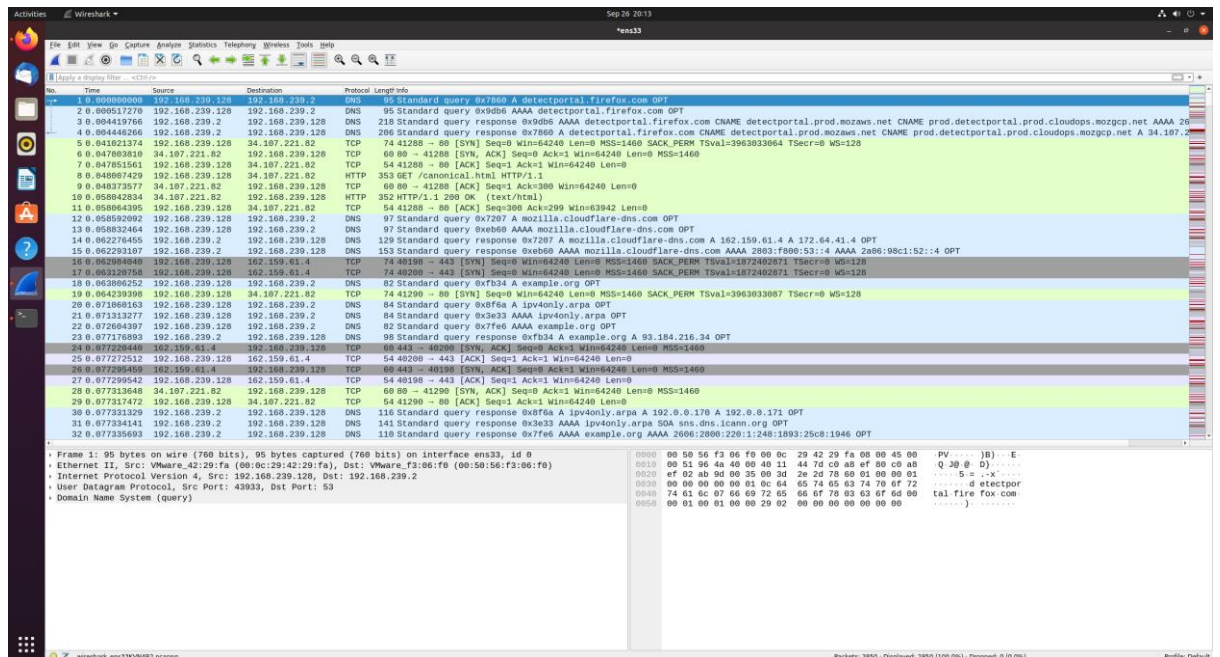 Activities Wireshark Sep 26 20:13
*ens33
File Edit View Go Capture Analyze Statistics Telephony Wireless Tools Help
Apply a display filter ... <Ctrl-/>
No. Time Source Destination Protocol Length Info
1 0.000000000 192.168.239.128 192.168.239.2 DNS 95 Standard query 0x7860 A detectportal.firefox.com OPT
2 0.000517270 192.168.239.128 192.168.239.2 DNS 95 Standard query 0x9db6 AAAA detectportal.firefox.com OPT
3 0.004419766 192.168.239.2 192.168.239.128 DNS 218 Standard query response 0x9db6 AAAA detectportal.firefox.com CNAME detectportal.prod.mozaws.net CNAME prod.detectportal.prod.cloudops.mozgcp.net AAAA 26
4 0.004446266 192.168.239.2 192.168.239.128 DNS 206 Standard query response 0x7860 A detectportal.firefox.com CNAME detectportal.prod.mozaws.net CNAME prod.detectportal.prod.cloudops.mozgcp.net A 34.107.2
5 0.041021374 192.168.239.128 34.107.221.82 TCP 74 41288 → 80 [SYN] Seq=0 Win=64240 Len=0 MSS=1460 SACK_PERM TSval=3963033064 TSecr=0 WS=128
6 0.047803810 34.107.221.82 192.168.239.128 TCP 60 80 → 41288 [SYN, ACK] Seq=0 Ack=1 Win=64240 Len=0 MSS=1460
7 0.047851561 192.168.239.128 34.107.221.82 TCP 54 41288 → 80 [ACK] Seq=1 Ack=1 Win=64240 Len=0
8 0.048007429 192.168.239.128 34.107.221.82 HTTP 353 GET /canonical.html HTTP/1.1
9 0.048373577 34.107.221.82 192.168.239.128 TCP 60 80 → 41288 [ACK] Seq=1 Ack=300 Win=64240 Len=0
10 0.058042834 34.107.221.82 192.168.239.128 HTTP 352 HTTP/1.1 200 OK (text/html)
11 0.058064395 192.168.239.128 34.107.221.82 TCP 54 41288 → 80 [ACK] Seq=300 Ack=299 Win=63942 Len=0
12 0.058592092 192.168.239.128 192.168.239.2 DNS 97 Standard query 0x7207 A mozilla.cloudflare-dns.com OPT
13 0.058832464 192.168.239.128 192.168.239.2 DNS 97 Standard query 0xeb60 AAAA mozilla.cloudflare-dns.com OPT
14 0.062276455 192.168.239.2 192.168.239.128 DNS 129 Standard query response 0x7207 A mozilla.cloudflare-dns.com A 162.159.61.4 A 172.64.41.4 OPT
15 0.062293107 192.168.239.2 192.168.239.128 DNS 153 Standard query response 0xeb60 AAAA mozilla.cloudflare-dns.com AAAA 2803:f800:53::4 AAAA 2a06:98c1:52::4 OPT
16 0.062984040 192.168.239.128 162.159.61.4 TCP 74 40198 → 443 [SYN] Seq=0 Win=64240 Len=0 MSS=1460 SACK_PERM TSval=1872402871 TSecr=0 WS=128
17 0.063120758 192.168.239.128 162.159.61.4 TCP 74 40200 → 443 [SYN] Seq=0 Win=64240 Len=0 MSS=1460 SACK_PERM TSval=1872402871 TSecr=0 WS=128
18 0.063806252 192.168.239.128 192.168.239.2 DNS 82 Standard query 0xfb34 A example.org OPT
19 0.064239398 192.168.239.128 34.107.221.82 TCP 74 41290 → 80 [SYN] Seq=0 Win=64240 Len=0 MSS=1460 SACK_PERM TSval=3963033087 TSecr=0 WS=128
20 0.071060163 192.168.239.128 192.168.239.2 DNS 84 Standard query 0x8f6a A ipv4only.arpa OPT
21 0.071313277 192.168.239.128 192.168.239.2 DNS 84 Standard query 0x3e33 AAAA ipv4only.arpa OPT
22 0.072604397 192.168.239.128 192.168.239.2 DNS 82 Standard query 0x7fe6 AAAA example.org OPT
23 0.077176893 192.168.239.2 192.168.239.128 DNS 98 Standard query response 0xfb34 A example.org A 93.184.216.34 OPT
24 0.077220440 162.159.61.4 192.168.239.128 TCP 60 443 → 40200 [SYN, ACK] Seq=0 Ack=1 Win=64240 Len=0 MSS=1460
25 0.077272512 192.168.239.128 162.159.61.4 TCP 54 40200 → 443 [ACK] Seq=1 Ack=1 Win=64240 Len=0
26 0.077295459 162.159.61.4 192.168.239.128 TCP 60 443 → 40198 [SYN, ACK] Seq=0 Ack=1 Win=64240 Len=0 MSS=1460
27 0.077299542 192.168.239.128 162.159.61.4 TCP 54 40198 → 443 [ACK] Seq=1 Ack=1 Win=64240 Len=0
28 0.077313648 34.107.221.82 192.168.239.128 TCP 60 80 → 41290 [SYN, ACK] Seq=0 Ack=1 Win=64240 Len=0 MSS=1460
29 0.077317472 192.168.239.128 34.107.221.82 TCP 54 41290 → 80 [ACK] Seq=1 Ack=1 Win=64240 Len=0
30 0.077331329 192.168.239.2 192.168.239.128 DNS 116 Standard query response 0x8f6a A ipv4only.arpa A 192.0.0.170 A 192.0.0.171 OPT
31 0.077334141 192.168.239.2 192.168.239.128 DNS 141 Standard query response 0x3e33 AAAA ipv4only.arpa SOA sns.dns.icann.org OPT
32 0.077335693 192.168.239.2 192.168.239.128 DNS 110 Standard query response 0x7fe6 AAAA example.org AAAA 2606:2800:220:1:248:1893:25c8:1946 OPT
Frame 1: 95 bytes on wire (760 bits), 95 bytes captured (760 bits) on interface ens33, id 0
Ethernet II, Src: VMware_42:29:fa (00:0c:29:42:29:fa), Dst: VMware_f3:06:f0 (00:50:56:f3:06:f0)
Internet Protocol Version 4, Src: 192.168.239.128, Dst: 192.168.239.2
User Datagram Protocol, Src Port: 43933, Dst Port: 53
Domain Name System (query)
0000 00 50 56 f3 06 f0 00 0c 29 42 29 fa 08 00 45 00 ·PV····· )B)···E·
0010 00 51 96 4a 40 00 40 11 44 7d c0 a8 ef 80 c0 a8 ·Q·J@·@· D}······
0020 ef 02 ab 9d 00 35 00 3d 2e 2d 78 60 01 00 00 01 ·····5·= .-x`····
0030 00 00 00 00 00 01 0c 64 65 74 65 63 74 70 6f 72 ·······d etectpor
0040 74 61 6c 07 66 69 72 65 66 6f 78 03 63 6f 6d 00 tal·fire fox·com·
0050 00 01 00 01 00 00 29 02 00 00 00 00 00 00 00 ······)· ·······
Packets: 2850 · Displayed: 2850 (100.0%) · Dropped: 0 (0.0%) Profile: Default